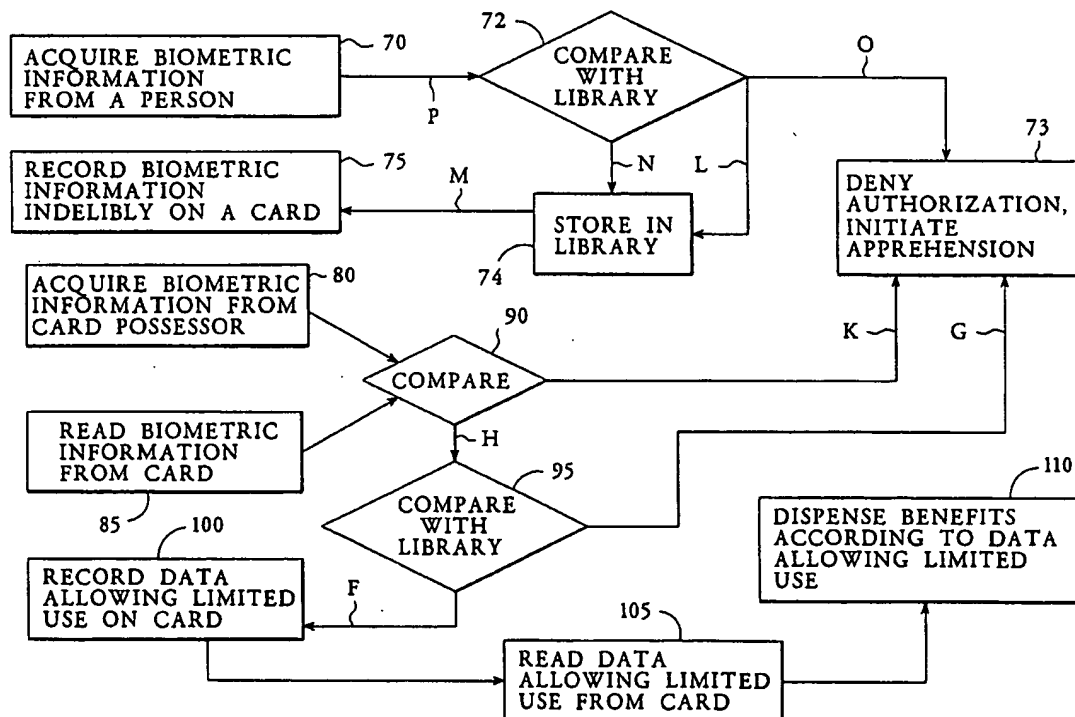 70
ACQUIRE BIOMETRIC
INFORMATION
FROM A PERSON
P
72
COMPARE
WITH
LIBRARY
O
N
L
73
DENY
AUTHORIZATION,
INITIATE
APPREHENSION
75
RECORD BIOMETRIC
INFORMATION
INDELIBLY ON A CARD
M
STORE IN
LIBRARY
74
80
ACQUIRE BIOMETRIC
INFORMATION FROM
CARD POSSESSOR
90
COMPARE
K
G
READ BIOMETRIC
INFORMATION
FROM CARD
85
H
95
COMPARE
WITH
LIBRARY
100
RECORD DATA
ALLOWING LIMITED
USE ON CARD
F
105
READ DATA
ALLOWING LIMITED
USE FROM CARD
110
DISPENSE BENEFITS
ACCORDING TO DATA
ALLOWING LIMITED
USE